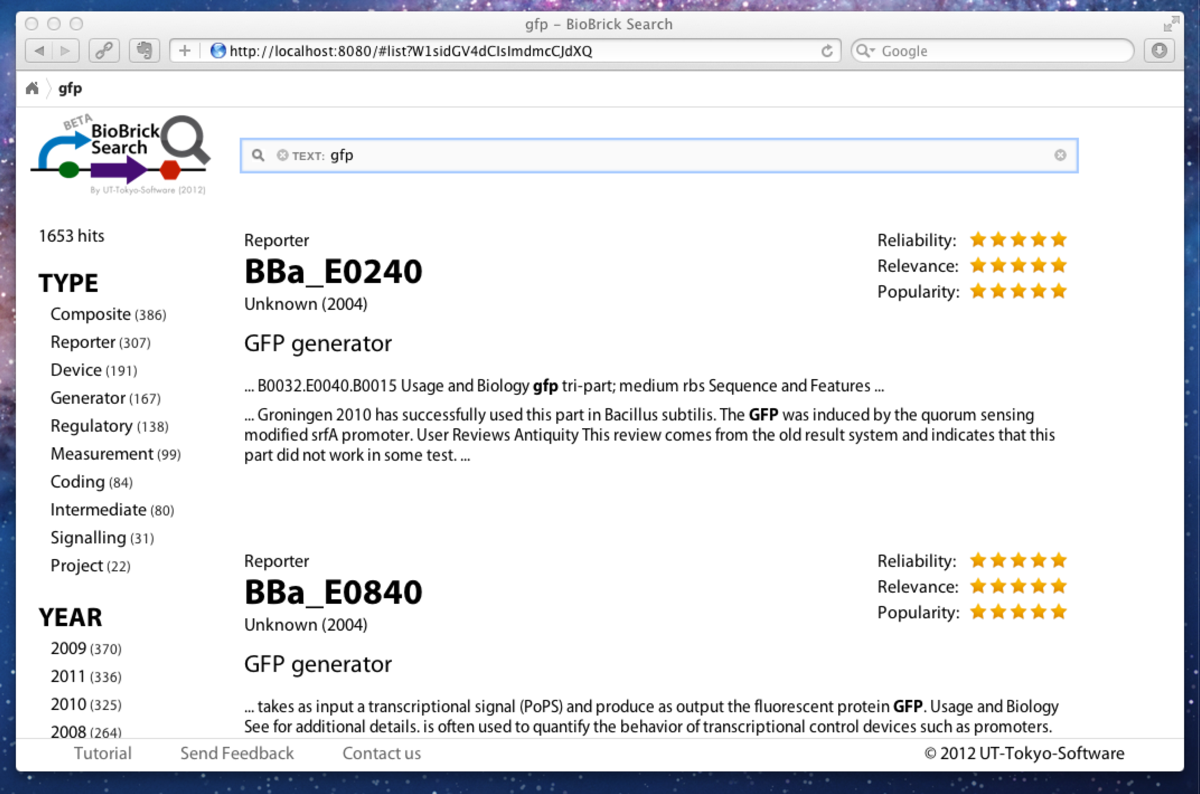 gfp – BioBrick Search
http://localhost:8080/#list?W1sidGV4dCIsImdmcCJdXQ
Google
gfp
BETA
BioBrick
Search
By UT-Tokyo-Software (2012)
TEXT: gfp
1653 hits
TYPE
Composite (386)
Reporter (307)
Device (191)
Generator (167)
Regulatory (138)
Measurement (99)
Coding (84)
Intermediate (80)
Signalling (31)
Project (22)
YEAR
2009 (370)
2011 (336)
2010 (325)
2008 (264)
Reporter
BBa_E0240
Unknown (2004)
Reliability:
Relevance:
Popularity:
GFP generator
... B0032.E0040.B0015 Usage and Biology gfp tri-part; medium rbs Sequence and Features ...
... Groningen 2010 has successfully used this part in Bacillus subtilis. The GFP was induced by the quorum sensing
modified srfA promoter. User Reviews Antiquity This review comes from the old result system and indicates that this
part did not work in some test. ...
Reporter
BBa_E0840
Unknown (2004)
Reliability:
Relevance:
Popularity:
GFP generator
... takes as input a transcriptional signal (PoPS) and produce as output the fluorescent protein GFP. Usage and Biology
See for additional details. is often used to quantify the behavior of transcriptional control devices such as promoters.
Tutorial
Send Feedback
Contact us
© 2012 UT-Tokyo-Software